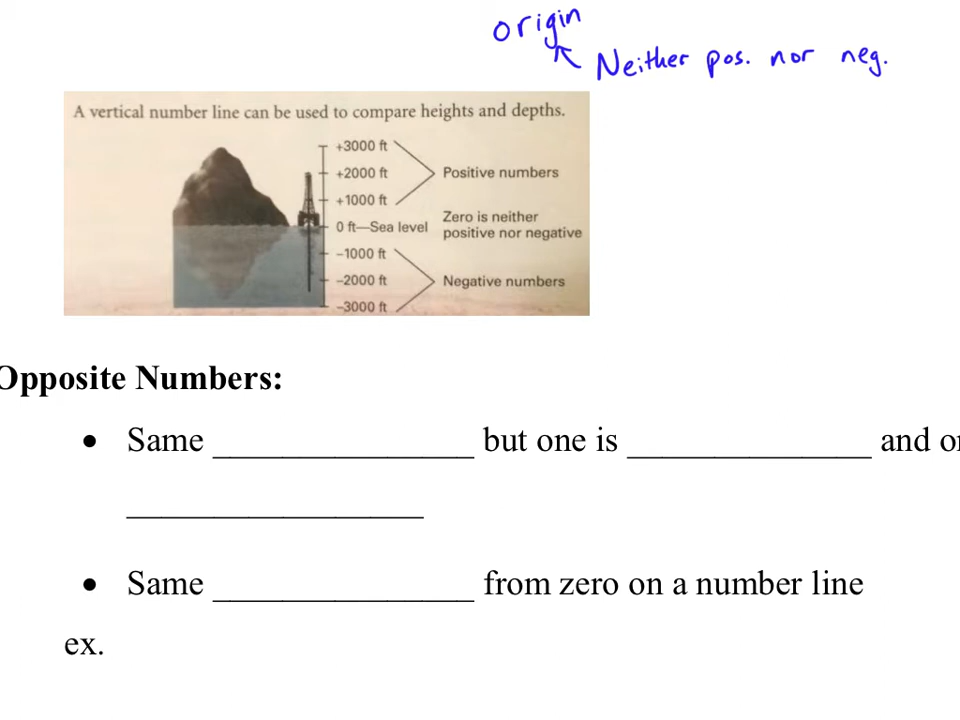 origin
Neither pos. nor neg.
A vertical number line can be used to compare heights and depths.
+3000 ft
+2000 ft
Positive numbers
+1000 ft
0 ft—Sea level
Zero is neither
positive nor negative
−1000 ft
−2000 ft
Negative numbers
−3000 ft
Opposite Numbers:
• Same _______________ but one is ______________ and or
_________________
• Same _______________ from zero on a number line
ex.